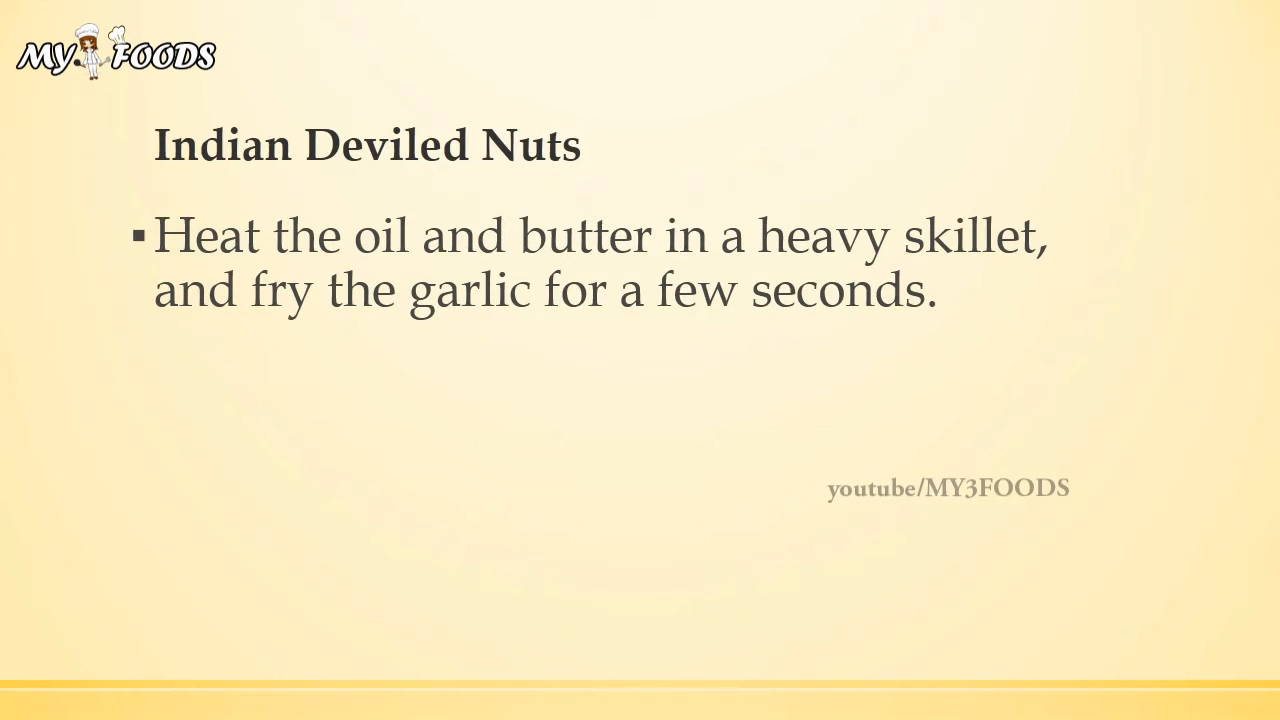 MY FOODS
Indian Deviled Nuts
▪Heat the oil and butter in a heavy skillet,
and fry the garlic for a few seconds.
youtube/MY3FOODS